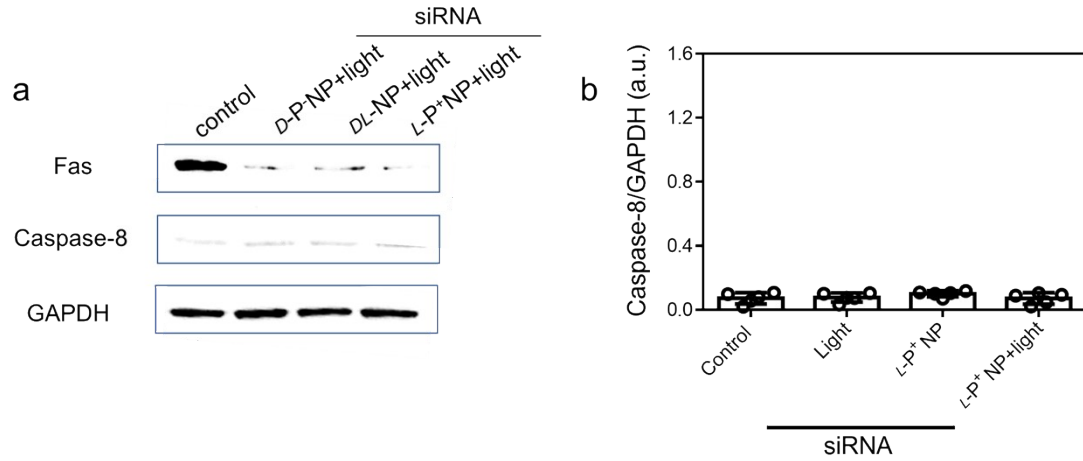 siRNA
a
control
D-P-NP+light
DL-NP+light
L-P+NP+light
Fas
Caspase-8
GAPDH
b
Caspase-8/GAPDH (a.u.)
1.6
1.2
0.8
0.4
0.0
Control
Light
L-P+ NP
L-P+ NP+light
siRNA